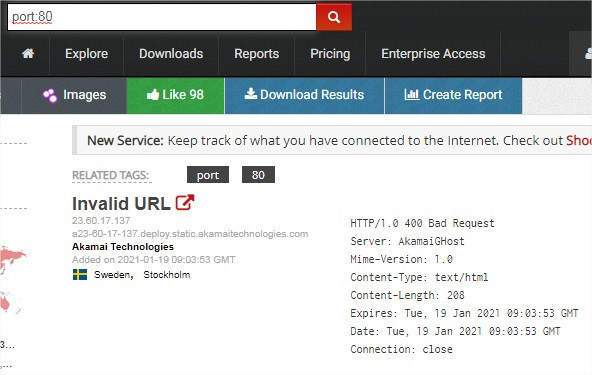 port:80
Explore Downloads Reports Pricing Enterprise Access
s Images Like 98 Download Results Create Report
New Service: Keep track of what you have connected to the Internet. Check out Sho
RELATED TAGS: port 80
Invalid URL
23.60.17.137
a23-60-17-137.deploy.static.akamaitechnologies.com
Akamai Technologies
Added on 2021-01-19 09:03:53 GMT
Sweden, Stockholm
HTTP/1.0 400 Bad Request
Server: AkamaiGHost
Mime-Version: 1.0
Content-Type: text/html
Content-Length: 208
Expires: Tue, 19 Jan 2021 09:03:53 GMT
Date: Tue, 19 Jan 2021 09:03:53 GMT
Connection: close
3...
,...